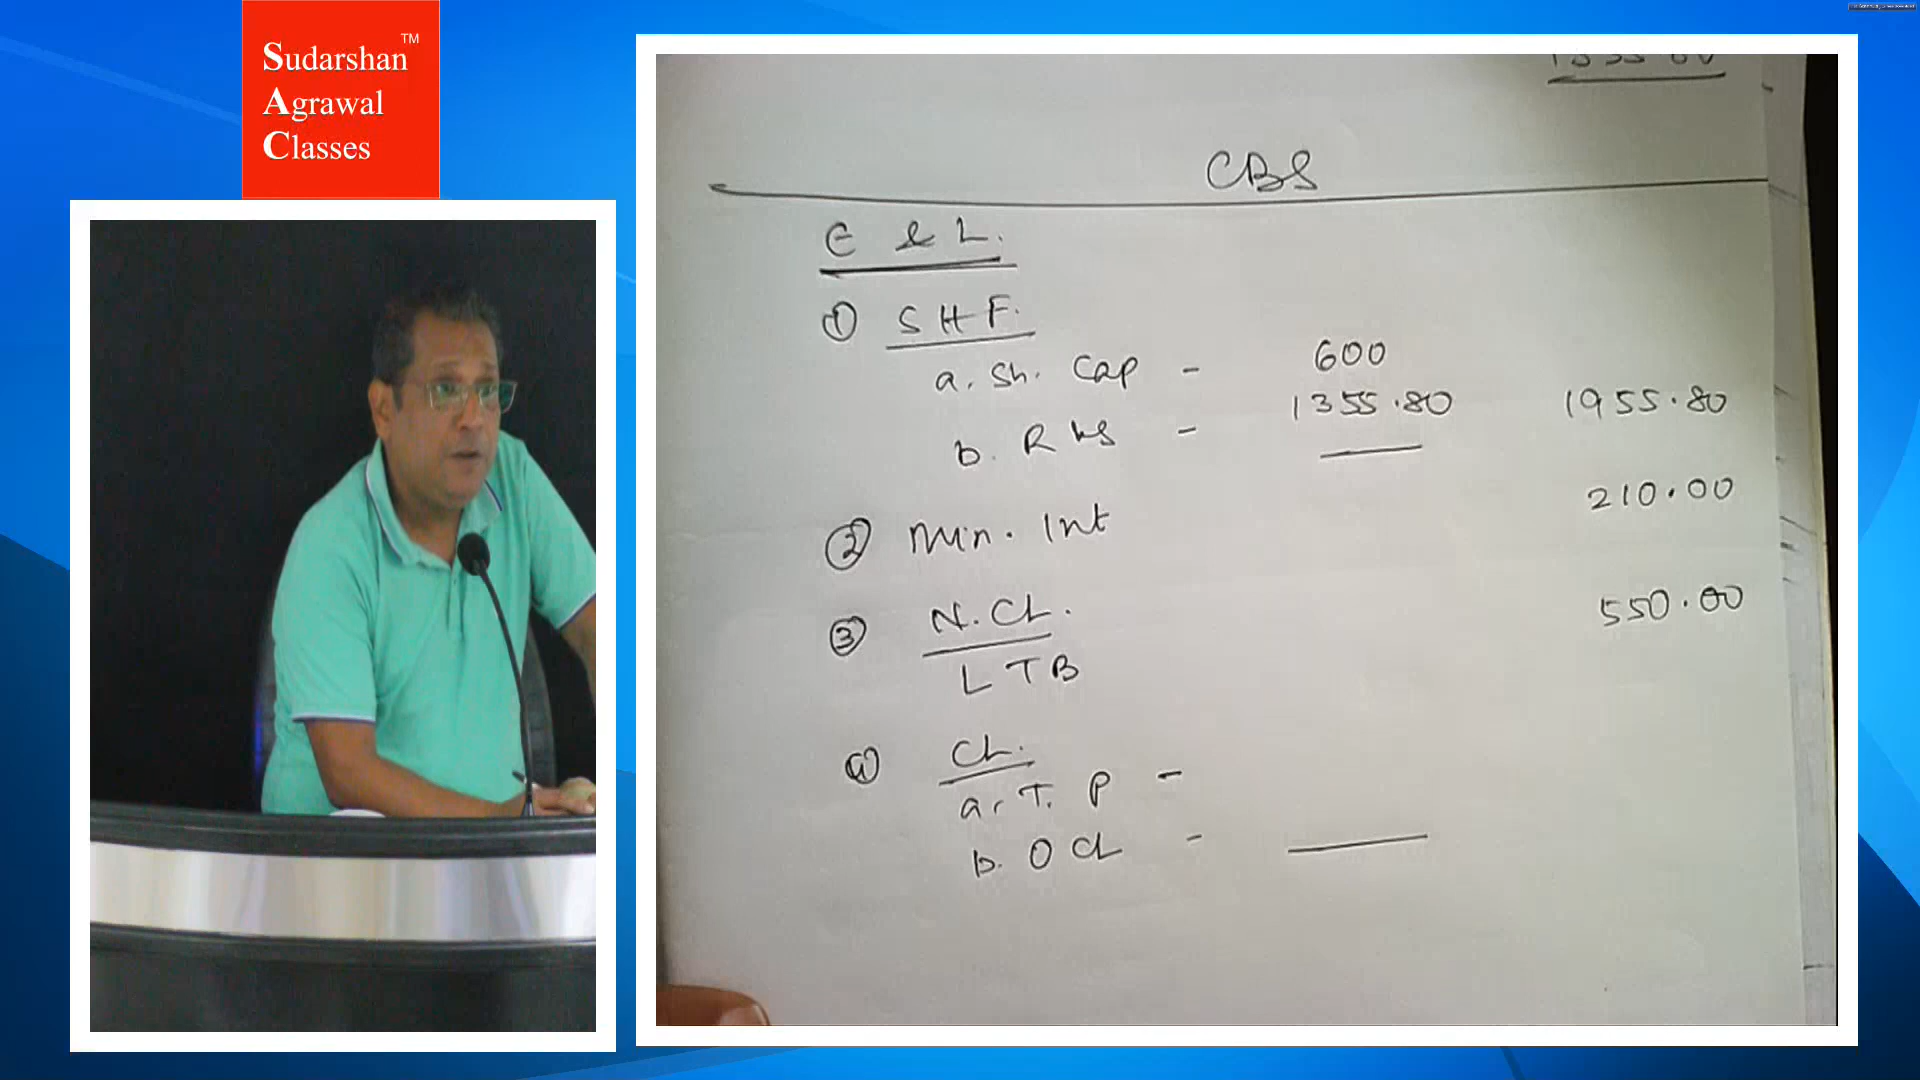 Sudarshan™
Agrawal
Classes
CBS
E & L.
① SHF.
a. Sh. Cap - 600
b. R &S - 1355.80 1955.80
② Min. Int 210.00
③ N.CL. 550.00
LTB
④ CL.
a. T. P -
b. OCL -